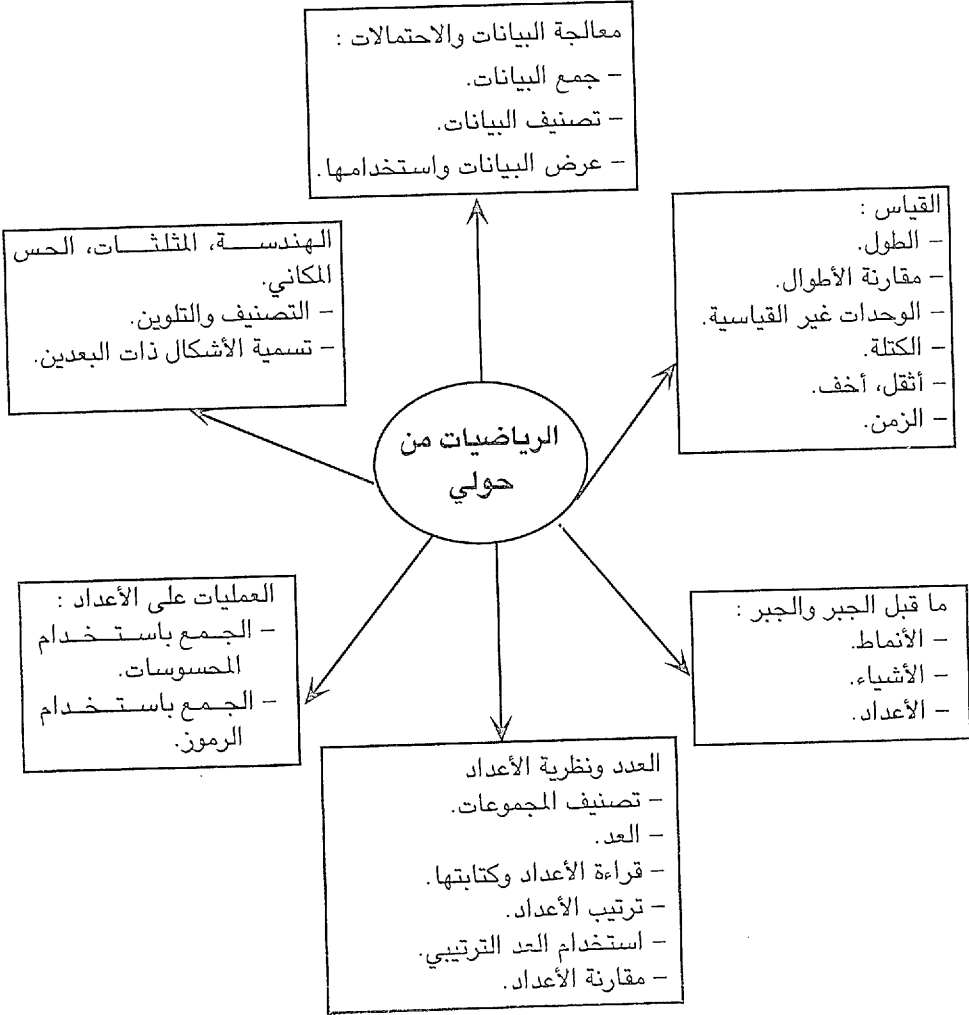 معالجة البيانات والاحتمالات :
– جمع البيانات.
– تصنيف البيانات.
– عرض البيانات واستخدامها.
القياس :
– الطول.
– مقارنة الأطوال.
– الوحدات غير القياسية.
– الكتلة.
– أثقل، أخف.
– الزمن.
الهندسة، المثلثات، الحس
المكاني.
– التصنيف والتلوين.
– تسمية الأشكال ذات البعدين.
الرياضيات من
حولي
ما قبل الجبر والجبر :
– الأنماط.
– الأشياء.
– الأعداد.
العمليات على الأعداد :
– الجمع باستخدام
المحسوسات.
– الجمع باستخدام
الرموز.
العدد ونظرية الأعداد
– تصنيف المجموعات.
– العد.
– قراءة الأعداد وكتابتها.
– ترتيب الأعداد.
– استخدام العد الترتيبي.
– مقارنة الأعداد.